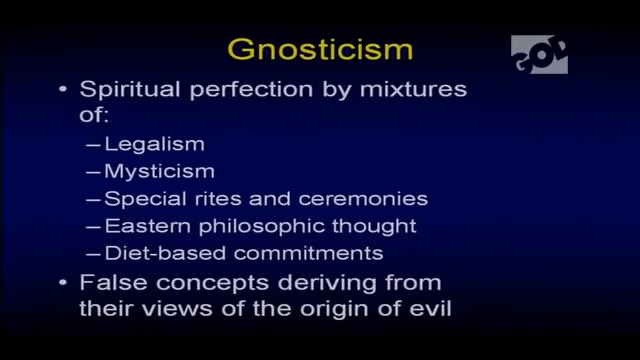 Gnosticism
GOD
• Spiritual perfection by mixtures
of:
–Legalism
–Mysticism
–Special rites and ceremonies
–Eastern philosophic thought
–Diet-based commitments
• False concepts deriving from
their views of the origin of evil